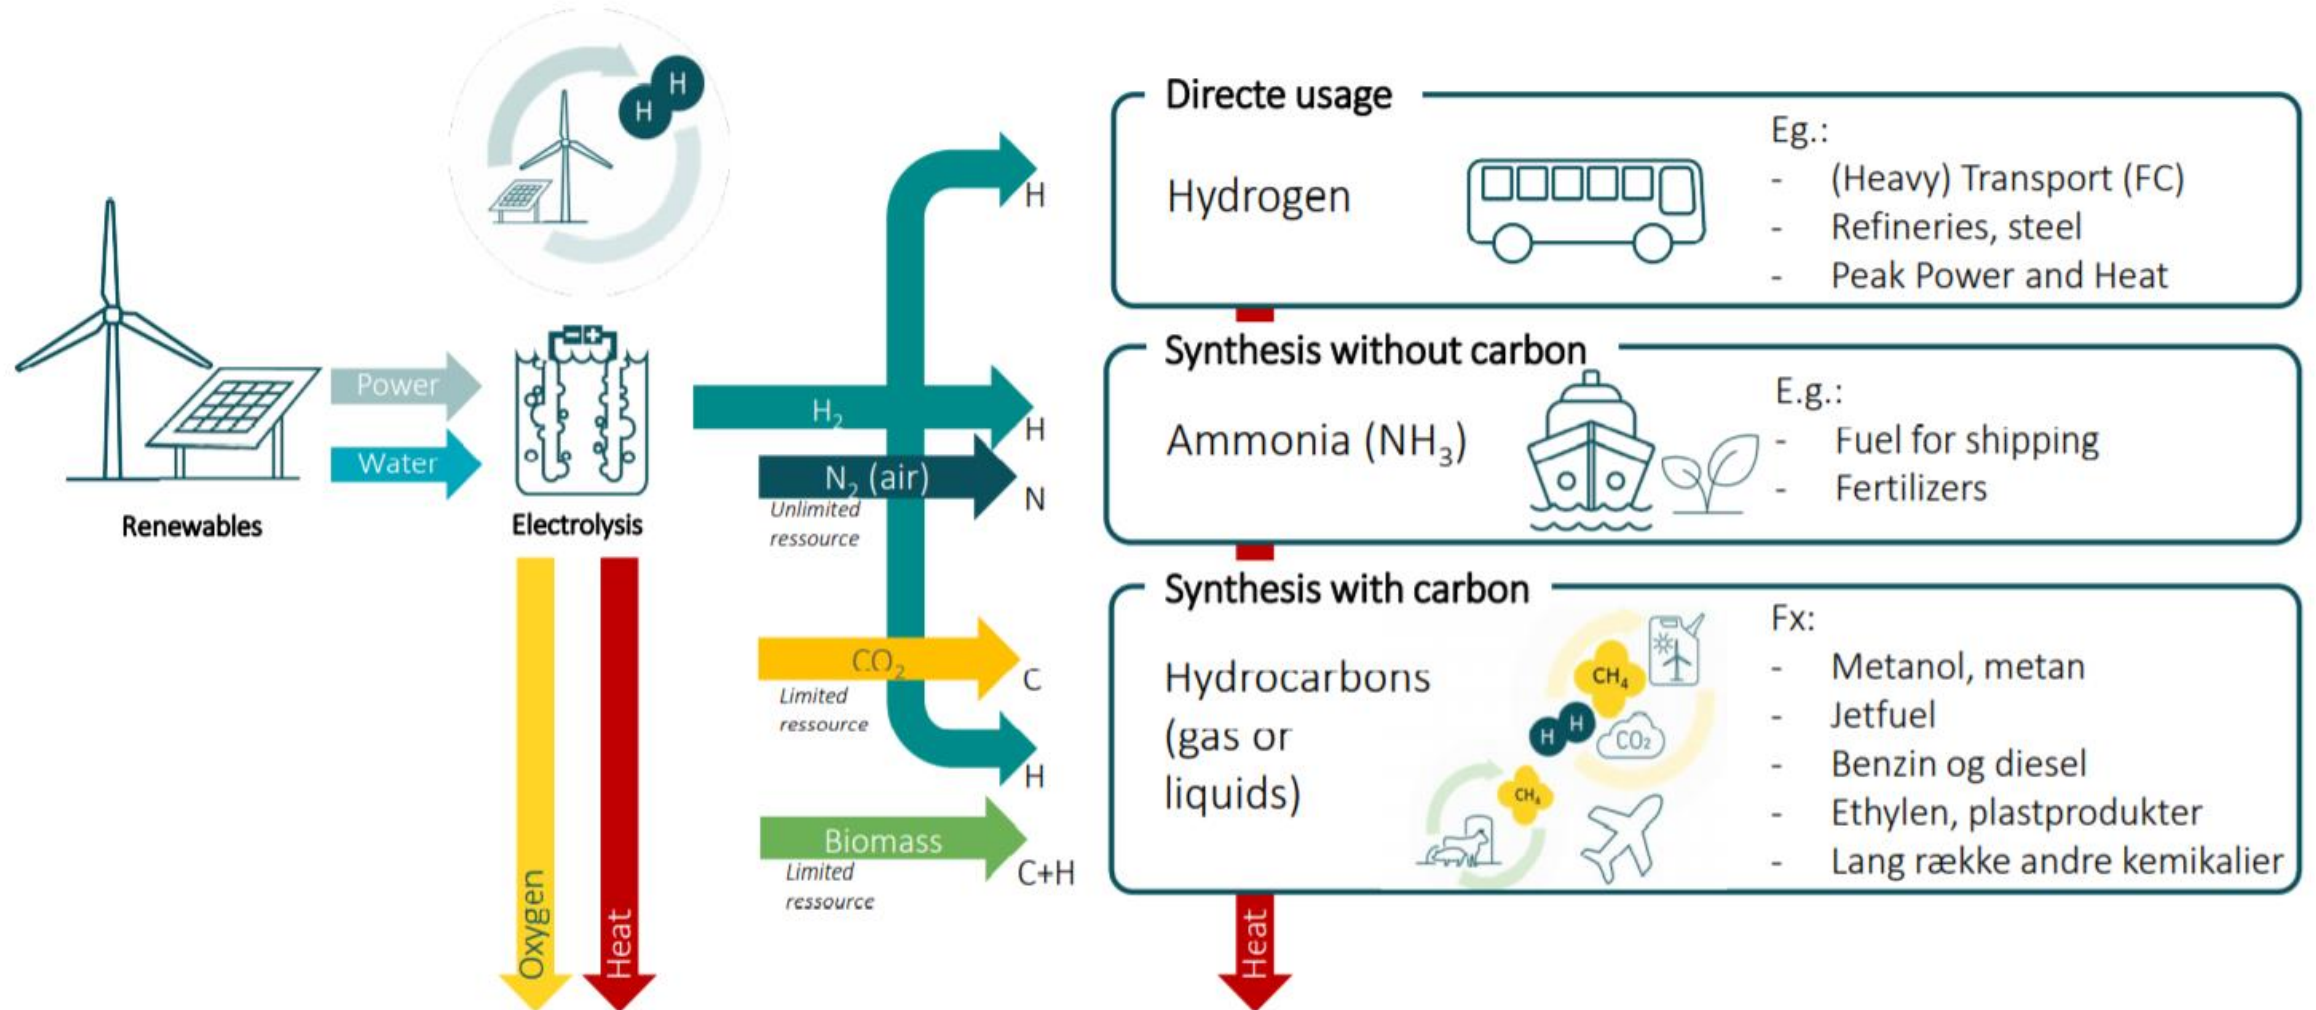 H
H
Power
Water
Renewables
Electrolysis
Oxygen
Heat
H₂
N₂ (air)
Unlimited
ressource
CO₂
Limited
ressource
Biomass
Limited
ressource
H
H
N
C
H
C+H
Directe usage
Hydrogen
Eg.:
- (Heavy) Transport (FC)
- Refineries, steel
- Peak Power and Heat
Synthesis without carbon
Ammonia (NH₃)
E.g.:
- Fuel for shipping
- Fertilizers
Synthesis with carbon
Hydrocarbons
(gas or
liquids)
CH₄
H
H
CO₂
CH₄
Fx:
- Metanol, metan
- Jetfuel
- Benzin og diesel
- Ethylen, plastprodukter
- Lang række andre kemikalier
Heat